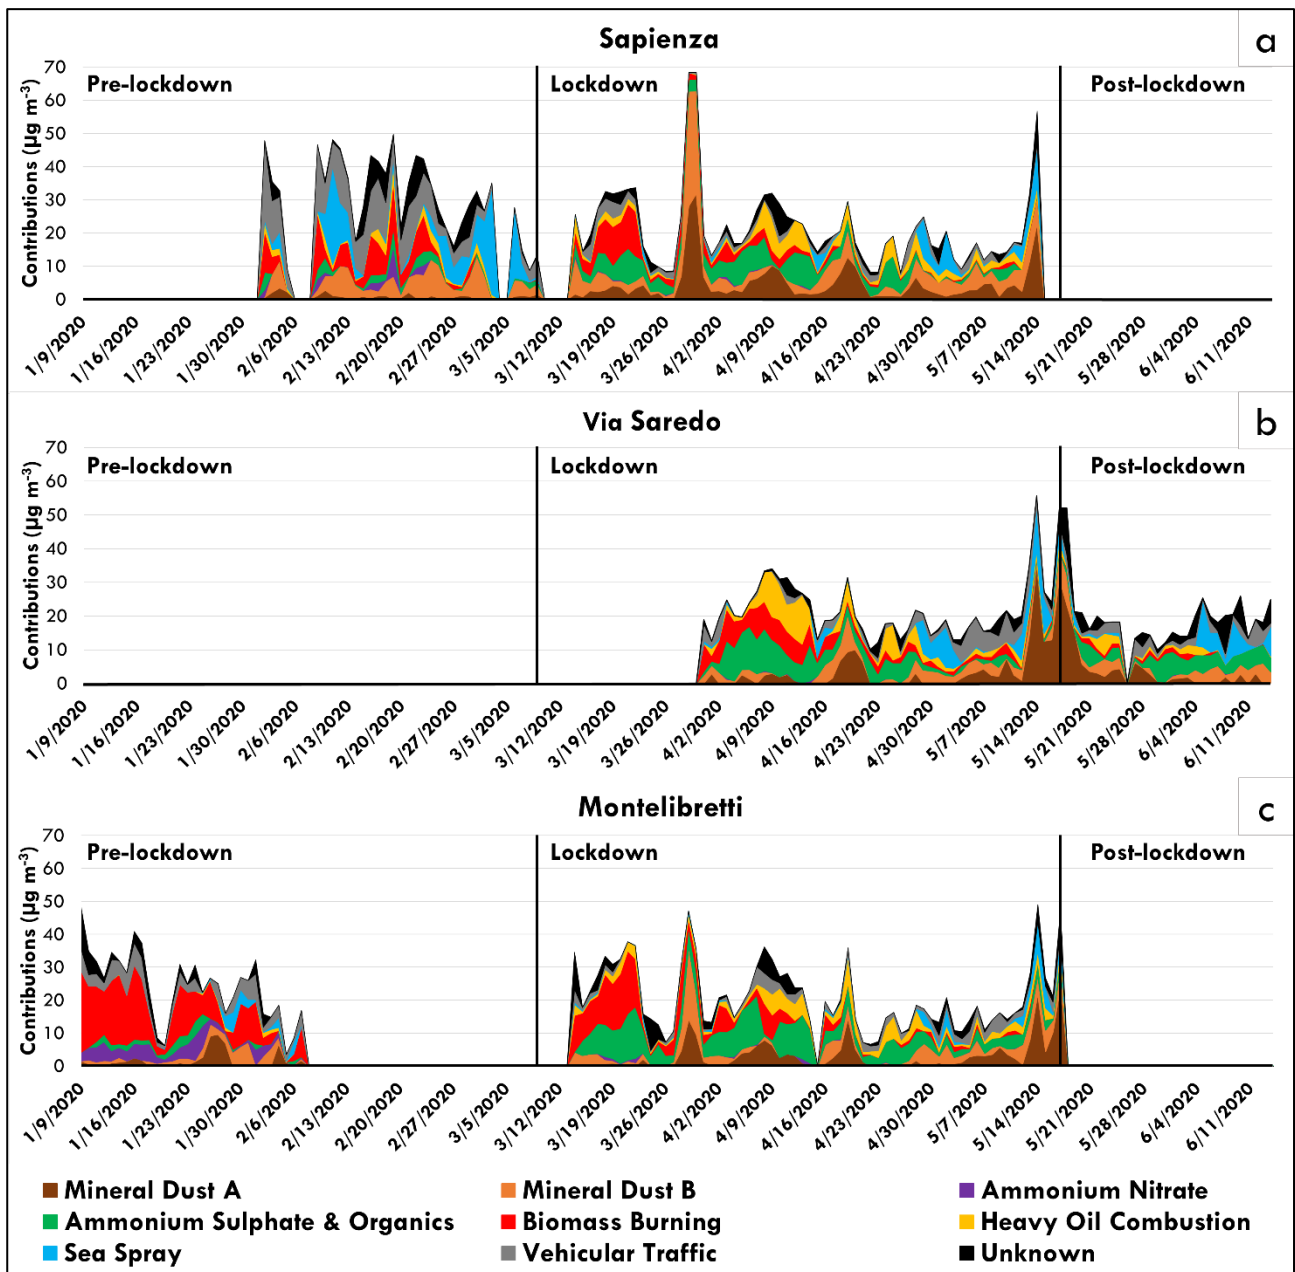 Sapienza
a
Contributions (µg m-3)
70
60
50
40
30
20
10
0
Pre-lockdown
Lockdown
Post-lockdown
1/9/2020 1/16/2020 1/23/2020 1/30/2020 2/6/2020 2/13/2020 2/20/2020 2/27/2020 3/5/2020 3/12/2020 3/19/2020 3/26/2020 4/2/2020 4/9/2020 4/16/2020 4/23/2020 4/30/2020 5/7/2020 5/14/2020 5/21/2020 5/28/2020 6/4/2020 6/11/2020
Via Saredo
b
Contributions (µg m-3)
70
60
50
40
30
20
10
0
Pre-lockdown
Lockdown
Post-lockdown
1/9/2020 1/16/2020 1/23/2020 1/30/2020 2/6/2020 2/13/2020 2/20/2020 2/27/2020 3/5/2020 3/12/2020 3/19/2020 3/26/2020 4/2/2020 4/9/2020 4/16/2020 4/23/2020 4/30/2020 5/7/2020 5/14/2020 5/21/2020 5/28/2020 6/4/2020 6/11/2020
Montelibretti
c
Contributions (µg m-3)
70
60
50
40
30
20
10
0
Pre-lockdown
Lockdown
Post-lockdown
1/9/2020 1/16/2020 1/23/2020 1/30/2020 2/6/2020 2/13/2020 2/20/2020 2/27/2020 3/5/2020 3/12/2020 3/19/2020 3/26/2020 4/2/2020 4/9/2020 4/16/2020 4/23/2020 4/30/2020 5/7/2020 5/14/2020 5/21/2020 5/28/2020 6/4/2020 6/11/2020
Mineral Dust A
Mineral Dust B
Ammonium Nitrate
Ammonium Sulphate & Organics
Biomass Burning
Heavy Oil Combustion
Sea Spray
Vehicular Traffic
Unknown